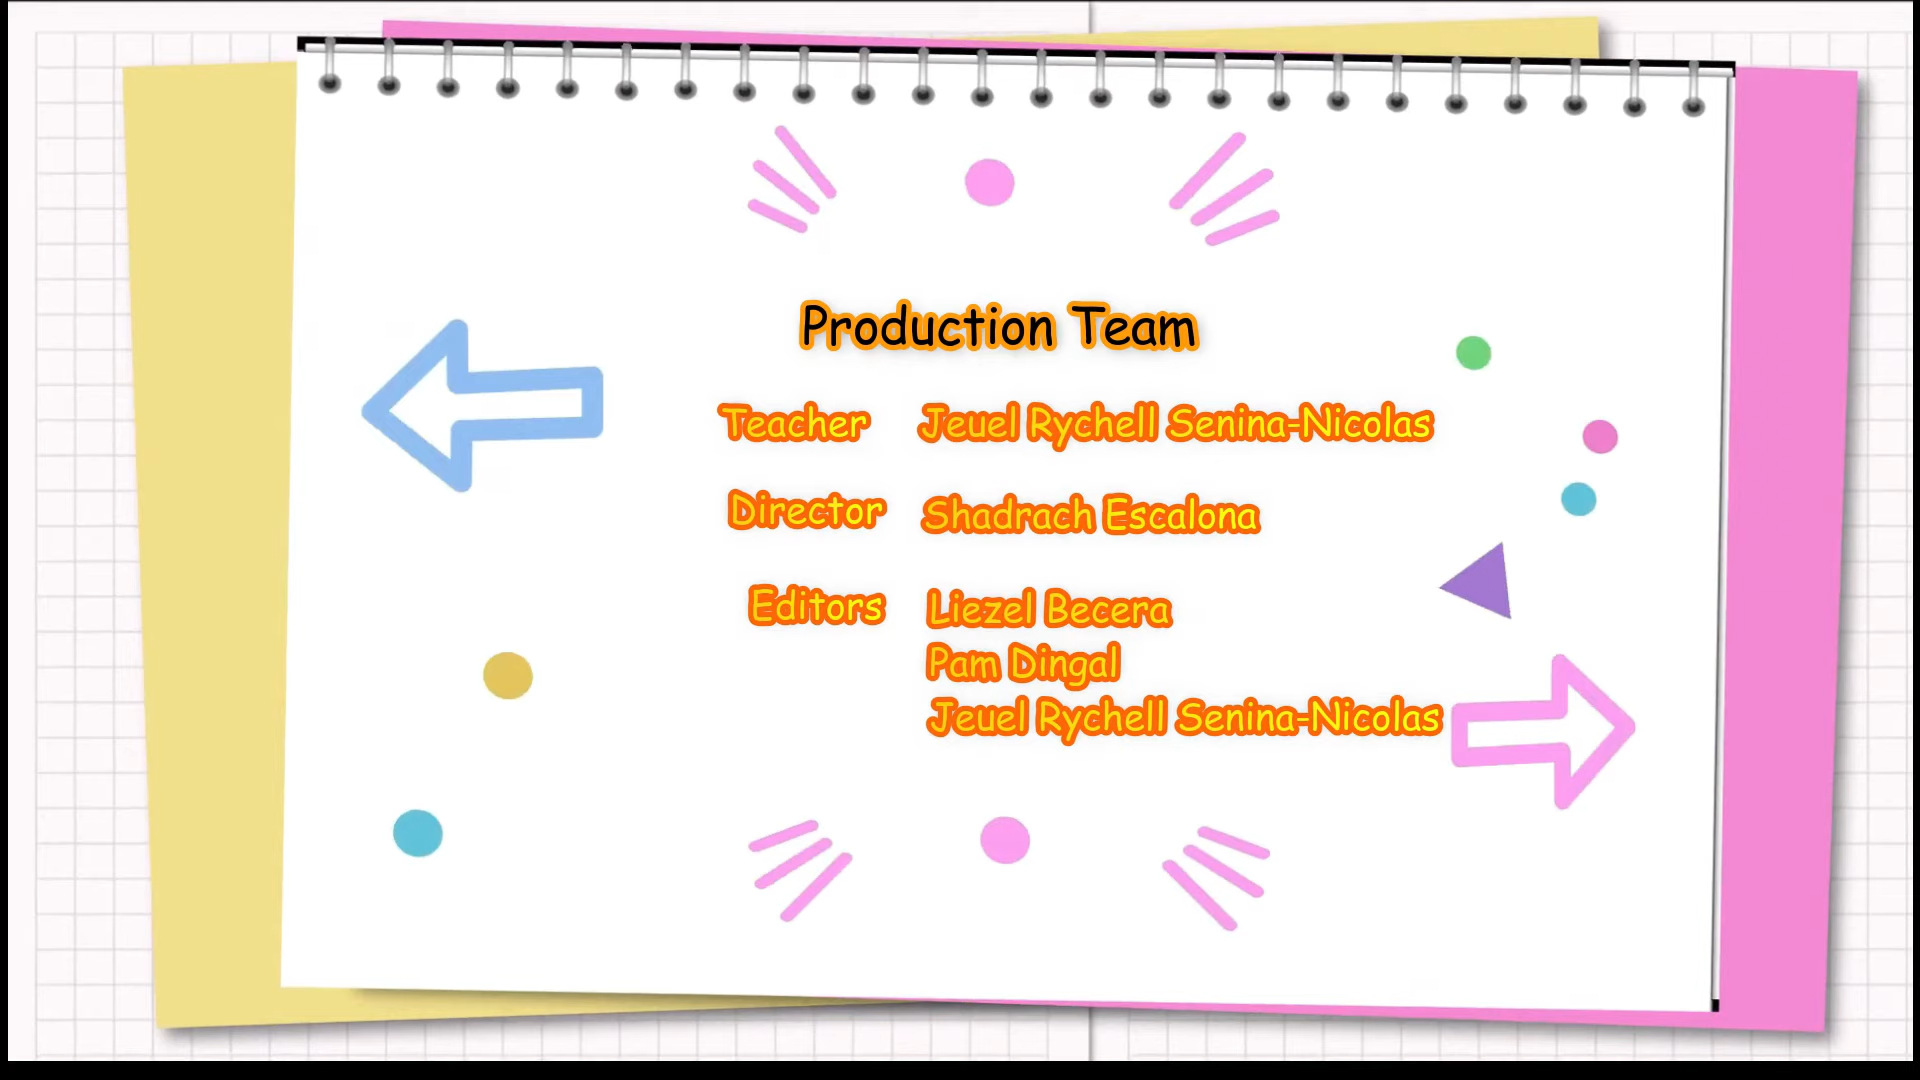 Production Team
Teacher Jeuel Rychell Senina-Nicolas
Director Shadrach Escalona
Editors Liezel Becera
Pam Dingal
Jeuel Rychell Senina-Nicolas